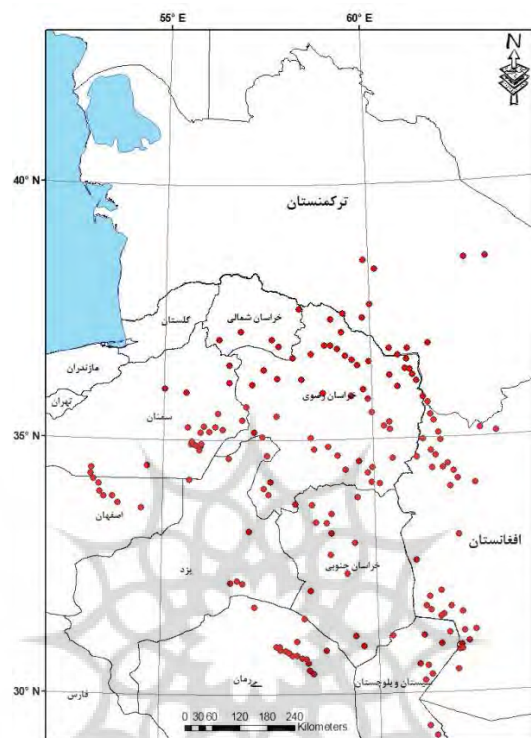 55° E 60° E
N
40° N
ترکمنستان
گلستان
خراسان شمالی
مازندران
تهران
سمنان
خراسان رضوی
35° N
اصفهان
افغانستان
یزد
خراسان جنوبی
سیستان و بلوچستان
30° N
فارس
0 30 60 120 180 240
Kilometers